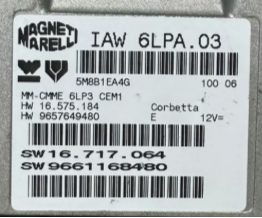 MAGNETI
MARELLI
IAW 6LPA.03
5M8B1EA4G 100 06
MM-CMME 6LP3 CEM1
HW 16.575.184 Corbetta
HW 9657649480 E 12V=
SW16.717.064
SW9661168480